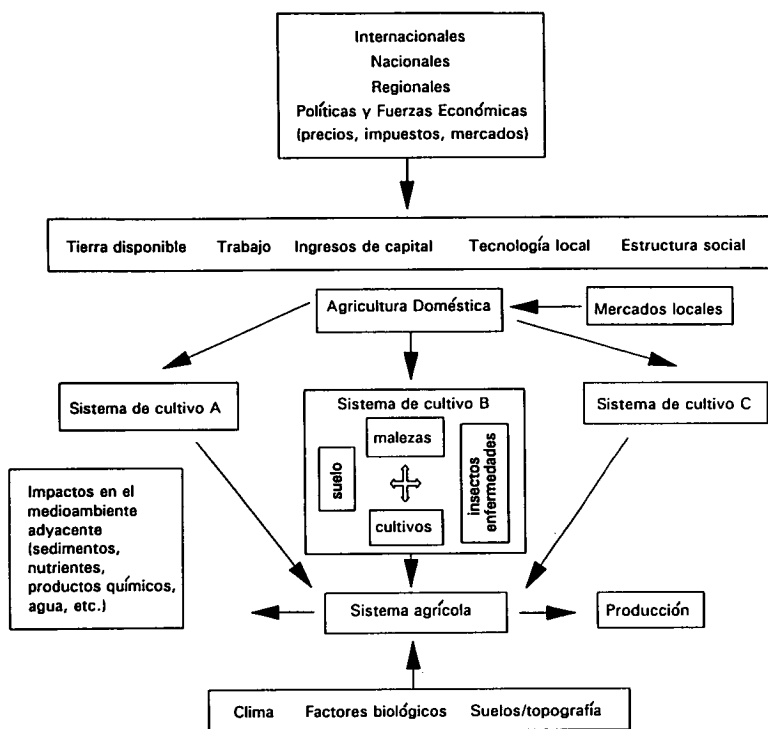 Internacionales
Nacionales
Regionales
Políticas y Fuerzas Económicas
(precios, impuestos, mercados)
Tierra disponible Trabajo Ingresos de capital Tecnología local Estructura social
Agricultura Doméstica
Mercados locales
Sistema de cultivo A
Sistema de cultivo B
malezas
suelo
insectos
enfermedades
cultivos
Sistema de cultivo C
Impactos en el
medioambiente
adyacente
(sedimentos,
nutrientes,
productos químicos,
agua, etc.)
Sistema agrícola
Producción
Clima Factores biológicos Suelos/topografía